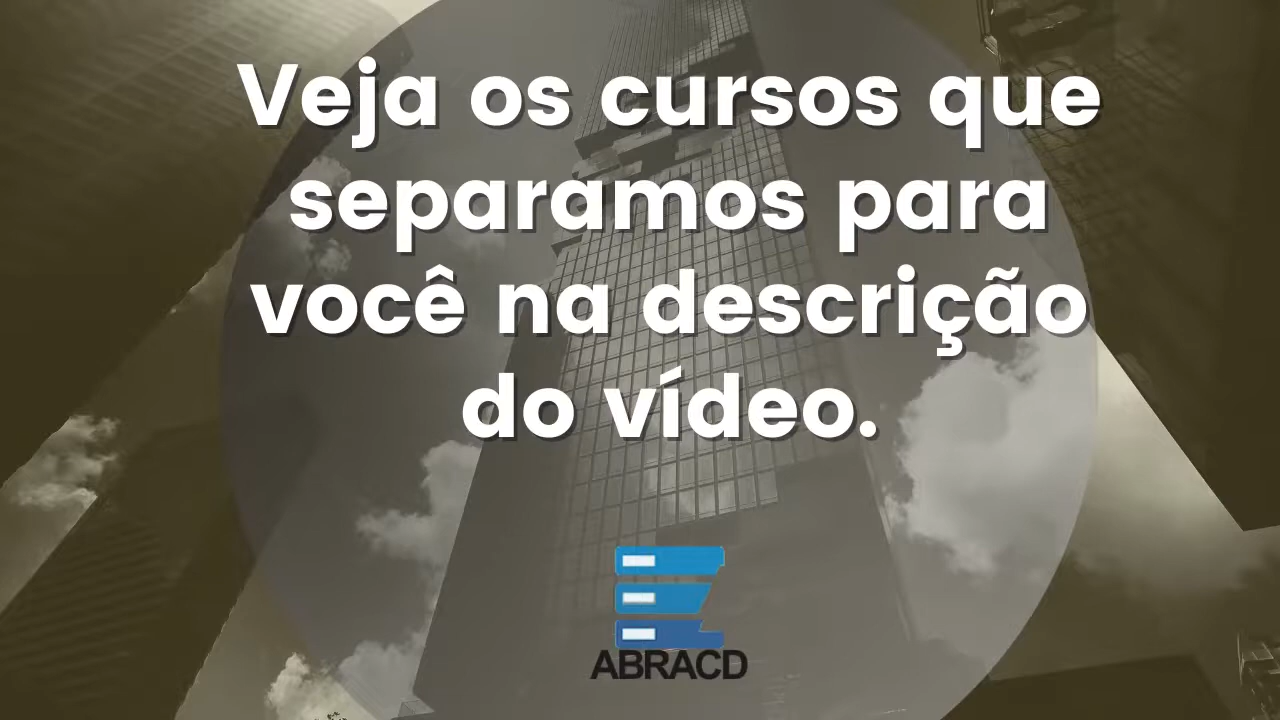 Veja os cursos que
separamos para
você na descrição
do vídeo.
ABRACD